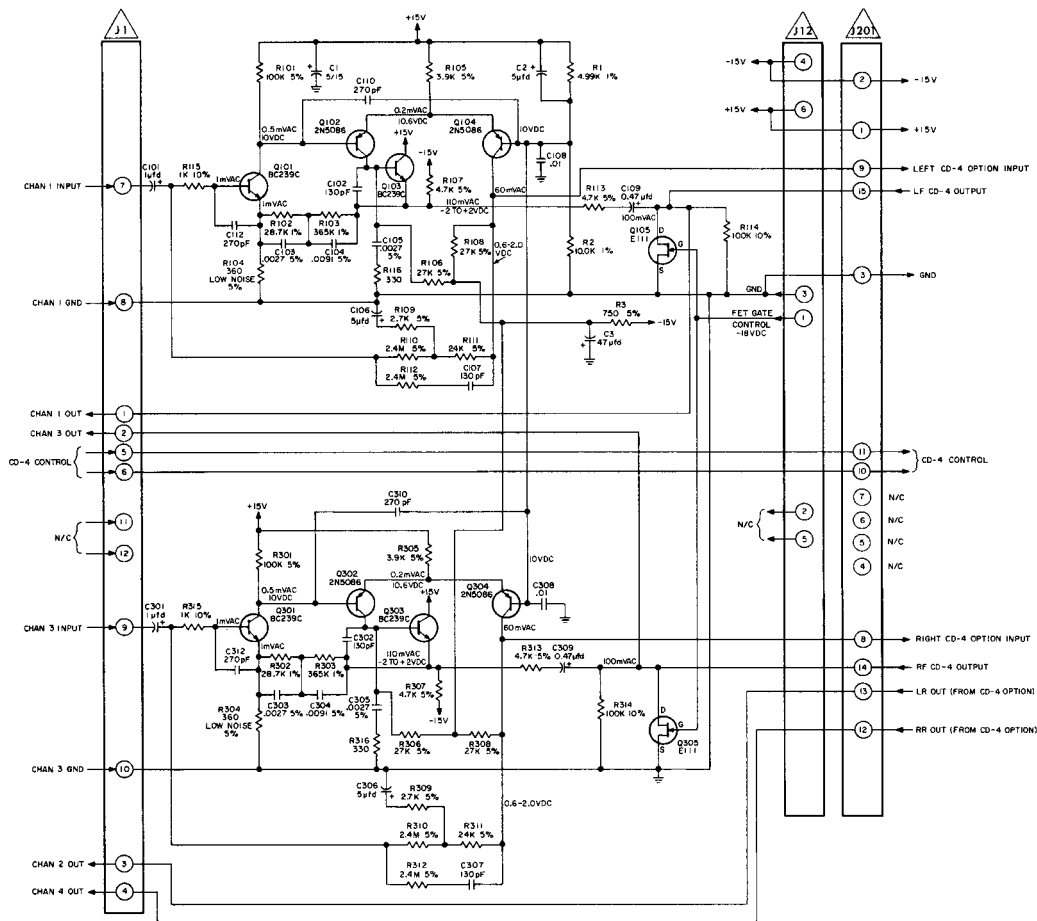 J1
J12
J201
+15V
R101
100K 5%
C1
5/15
R105
3.9K 5%
C2
5µfd
R1
4.99K 1%
4
-15V
2
-15V
C110
270pF
6
+15V
1
+15V
0.2mVAC
10.6VDC
Q102
2N5086
+15V
Q104
2N5086
10VDC
0.5mVAC
10VDC
-15V
C108
.01
9
LEFT CD-4 OPTION INPUT
C101
1µfd
R115
1K 10%
Q101
BC239C
C102
130pF
Q103
BC239C
R107
4.7K 5%
60mVAC
R113
4.7K 5%
C109
0.47µfd
CHAN 1 INPUT
7
1mVAC
15
LF CD-4 OUTPUT
1mVAC
110mVAC
-2 TO+2VDC
100mVAC
R102
28.7K 1%
R103
365K 1%
Q105
E111
D
G
S
R114
100K 10%
C112
270pF
C103
.0027 5%
C104
.0091 5%
C105
.0027
5%
R108
27K 5%
0.6-2.0
VDC
R2
10.0K 1%
R104
360
LOW NOISE
5%
R106
27K 5%
3
GND
R116
330
GND
3
CHAN 1 GND
8
C106
5µfd
R109
2.7K 5%
R3
750 5%
-15V
FET GATE
CONTROL
-18VDC
1
R110
2.4M 5%
R111
24K 5%
C3
47µfd
R112
2.4M 5%
C107
130pF
CHAN 1 OUT
1
CHAN 3 OUT
2
CD-4 CONTROL
5
6
11
10
CD-4 CONTROL
7
N/C
+15V
C310
270pF
N/C
11
12
N/C
2
5
6
N/C
5
N/C
4
N/C
R301
100K 5%
R305
3.9K 5%
10VDC
0.2mVAC
10.6VDC
Q302
2N5086
+15V
Q304
2N5086
C308
.01
0.5mVAC
10VDC
C301
1µfd
R315
1K 10%
Q301
BC239C
Q303
BC239C
60mVAC
CHAN 3 INPUT
9
1mVAC
8
RIGHT CD-4 OPTION INPUT
C302
130pF
1mVAC
110mVAC
-2 TO+2VDC
R313
4.7K 5%
C309
0.47µfd
100mVAC
14
RF CD-4 OUTPUT
C312
270pF
R302
28.7K 1%
R303
365K 1%
R307
4.7K 5%
13
LR OUT (FROM CD-4 OPTION)
C303
.0027 5%
C304
.0091 5%
C305
.0027
5%
-15V
R314
100K 10%
D
G
S
Q305
E111
12
RR OUT (FROM CD-4 OPTION)
R304
360
LOW NOISE
5%
R316
330
R306
27K 5%
R308
27K 5%
CHAN 3 GND
10
C306
5µfd
R309
2.7K 5%
0.6-2.0VDC
R310
2.4M 5%
R311
24K 5%
R312
2.4M 5%
C307
130pF
CHAN 2 OUT
3
CHAN 4 OUT
4